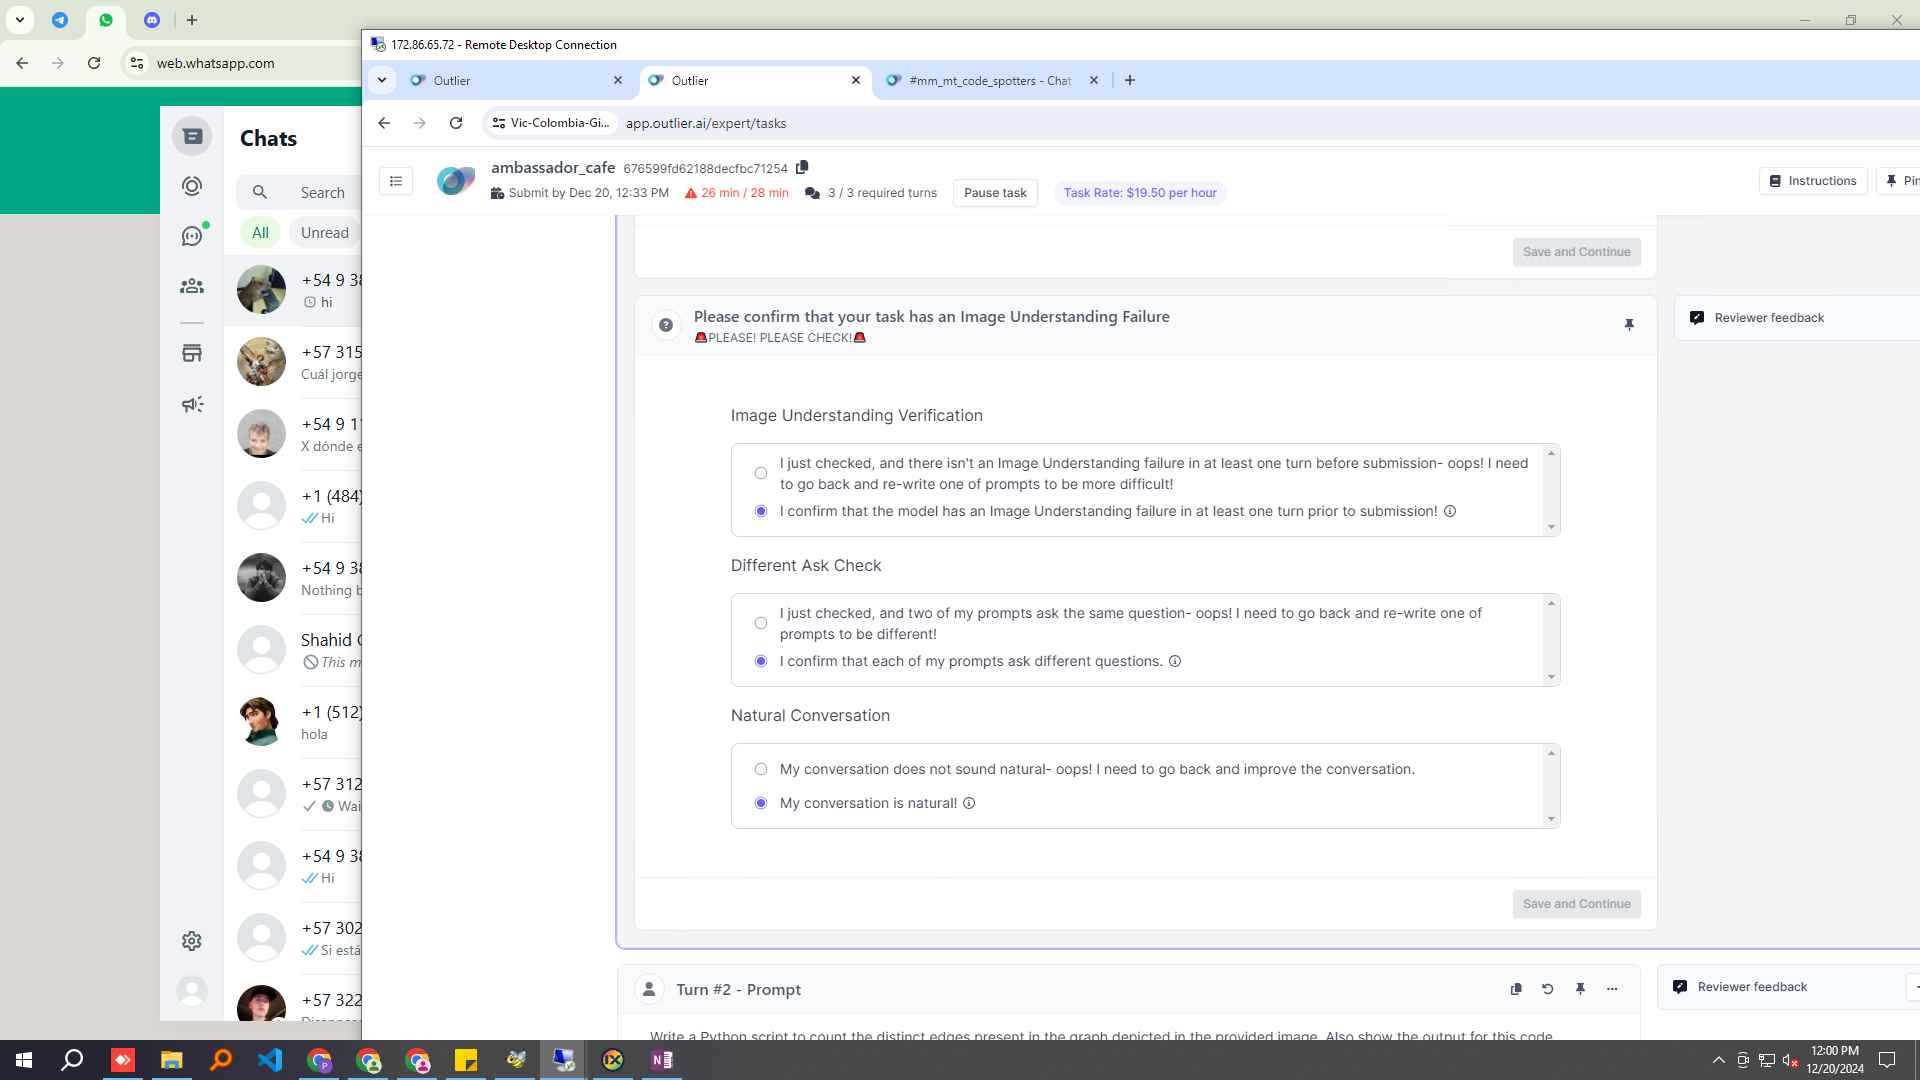 web.whatsapp.com
172.86.65.72 - Remote Desktop Connection
Outlier
Outlier
#mm_mt_code_spotters - Chat
Vic-Colombia-Gi...
app.outlier.ai/expert/tasks
ambassador_cafe 676599fd62188decfbc71254
Submit by Dec 20, 12:33 PM
26 min / 28 min
3 / 3 required turns
Pause task
Task Rate: $19.50 per hour
Instructions
Pin
Chats
Search
All
Unread
+54 9 38
hi
+57 315
Cuál jorge
+54 9 11
X dónde e
+1 (484)
Hi
+54 9 38
Nothing b
Shahid
This m
+1 (512)
hola
+57 312
Wai
+54 9 38
Hi
+57 302
Si está
+57 322
Save and Continue
Please confirm that your task has an Image Understanding Failure
🚨PLEASE! PLEASE CHECK!🚨
Reviewer feedback
Image Understanding Verification
I just checked, and there isn't an Image Understanding failure in at least one turn before submission- oops! I need
to go back and re-write one of prompts to be more difficult!
I confirm that the model has an Image Understanding failure in at least one turn prior to submission!
Different Ask Check
I just checked, and two of my prompts ask the same question- oops! I need to go back and re-write one of
prompts to be different!
I confirm that each of my prompts ask different questions.
Natural Conversation
My conversation does not sound natural- oops! I need to go back and improve the conversation.
My conversation is natural!
Save and Continue
Turn #2 - Prompt
Reviewer feedback
Write a Python script to count the distinct edges present in the graph depicted in the provided image. Also show the output for this code.
12:00 PM
12/20/2024